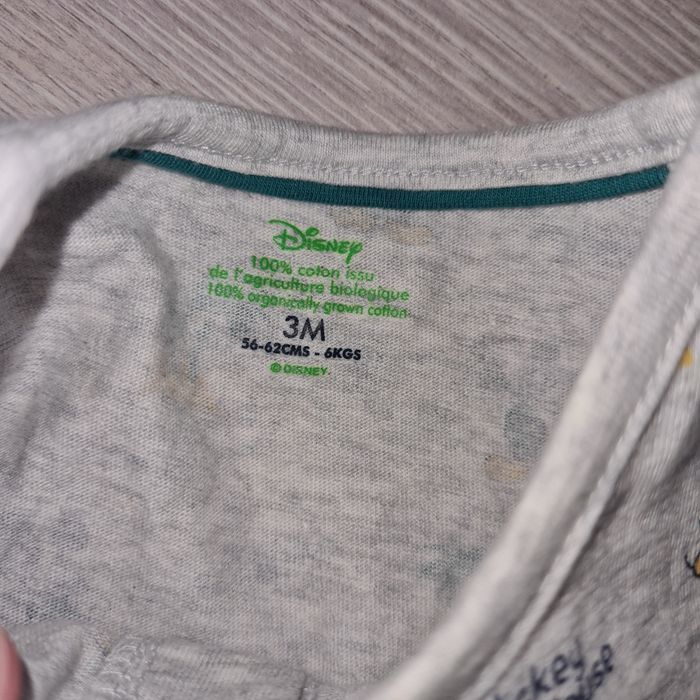 Disney
100% coton issu
de l'agriculture biologique
100% organically grown cotton
3M
56-62CMS - 6KGS
© DISNEY